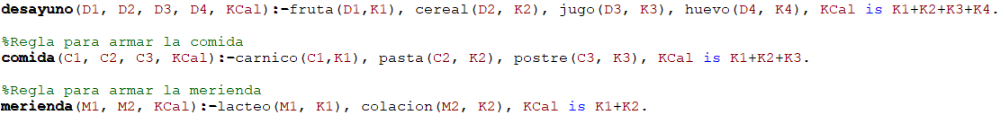 desayuno(D1, D2, D3, D4, KCal):-fruta(D1,K1), cereal(D2, K2), jugo(D3, K3), huevo(D4, K4), KCal is K1+K2+K3+K4.
%Regla para armar la comida
comida(C1, C2, C3, KCal):-carnico(C1,K1), pasta(C2, K2), postre(C3, K3), KCal is K1+K2+K3.
%Regla para armar la merienda
merienda(M1, M2, KCal):-lacteo(M1, K1), colacion(M2, K2), KCal is K1+K2.